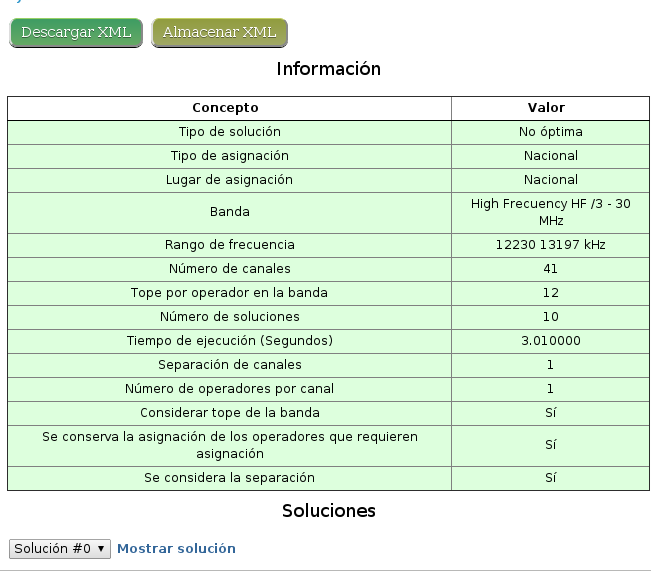 Descargar XML Almacenar XML
Información
Concepto Valor
Tipo de solución No óptima
Tipo de asignación Nacional
Lugar de asignación Nacional
Banda High Frecuency HF /3 - 30
MHz
Rango de frecuencia 12230 13197 kHz
Número de canales 41
Tope por operador en la banda 12
Número de soluciones 10
Tiempo de ejecución (Segundos) 3.010000
Separación de canales 1
Número de operadores por canal 1
Considerar tope de la banda Sí
Se conserva la asignación de los operadores que requieren
asignación Sí
Se considera la separación Sí
Soluciones
Solución #0 ▼ Mostrar solución